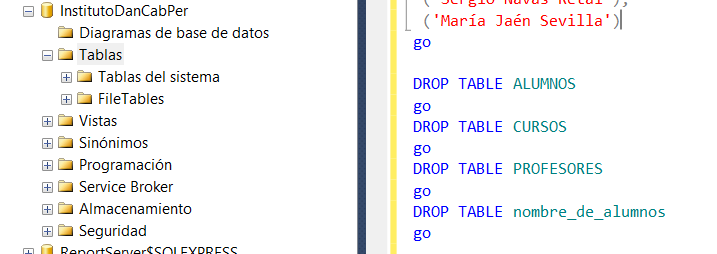 InstitutoDanCabPer
Diagramas de base de datos
Tablas
Tablas del sistema
FileTables
Vistas
Sinónimos
Programación
Service Broker
Almacenamiento
Seguridad
ReportServer$SQLEXPRESS
('Sergio Navas Retal'),
('María Jaén Sevilla')
go
DROP TABLE ALUMNOS
go
DROP TABLE CURSOS
go
DROP TABLE PROFESORES
go
DROP TABLE nombre_de_alumnos
go